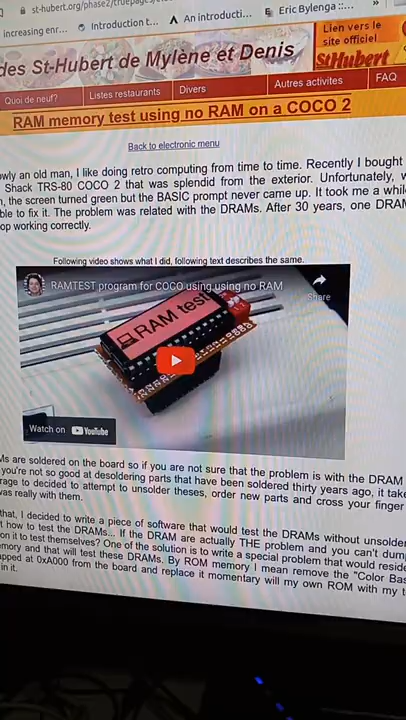 st-hubert.org/phase2/truepages/
increasing enr... Introduction t... An introducti... Eric Bylenga ::... »
des St-Hubert de Mylène et Denis
Lien vers le
site officiel
StHubert
Quoi de neuf? Listes restaurants Divers Autres activites FAQ
RAM memory test using no RAM on a COCO 2
Back to electronic menu
owly an old man, I like doing retro computing from time to time. Recently I bought
Shack TRS-80 COCO 2 that was splendid from the exterior. Unfortunately, w
n, the screen turned green but the BASIC prompt never came up. It took me a whil
ble to fix it. The problem was related with the DRAMs. After 30 years, one DRAM
op working correctly.
Following video shows what I did, following text describes the same.
RAMTEST program for COCO using using no RAM
Share
RAM test
Watch on YouTube
Ms are soldered on the board so if you are not sure that the problem is with the DRAM
you're not so good at desoldering parts that have been soldered thirty years ago, it take
rage to decided to attempt to unsolder theses, order new parts and cross your finger
was really with them.
that, I decided to write a piece of software that would test the DRAMs without unsolder
t how to test the DRAMs... If the DRAM are actually THE problem and you can't dum
on it to test themselves? One of the solution is to write a special program that would reside
emory and that will test these DRAMs. By ROM memory I mean remove the "Color Bas
apped at 0xA000 from the board and replace it momentary will my own ROM with my t
in it.